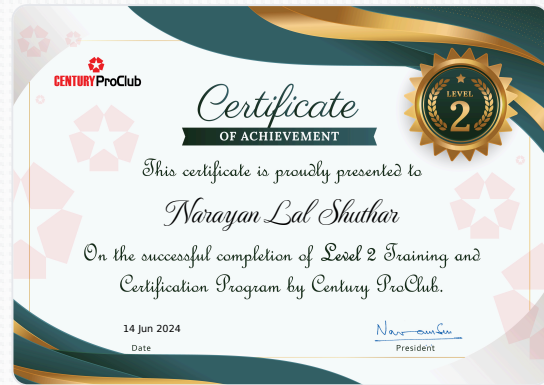 CENTURY ProClub
Certificate
OF ACHIEVEMENT
LEVEL
2
This certificate is proudly presented to
Narayan Lal Shuthar
On the successful completion of Level 2 Training and
Certification Program by Century ProClub.
14 Jun 2024
Date
President